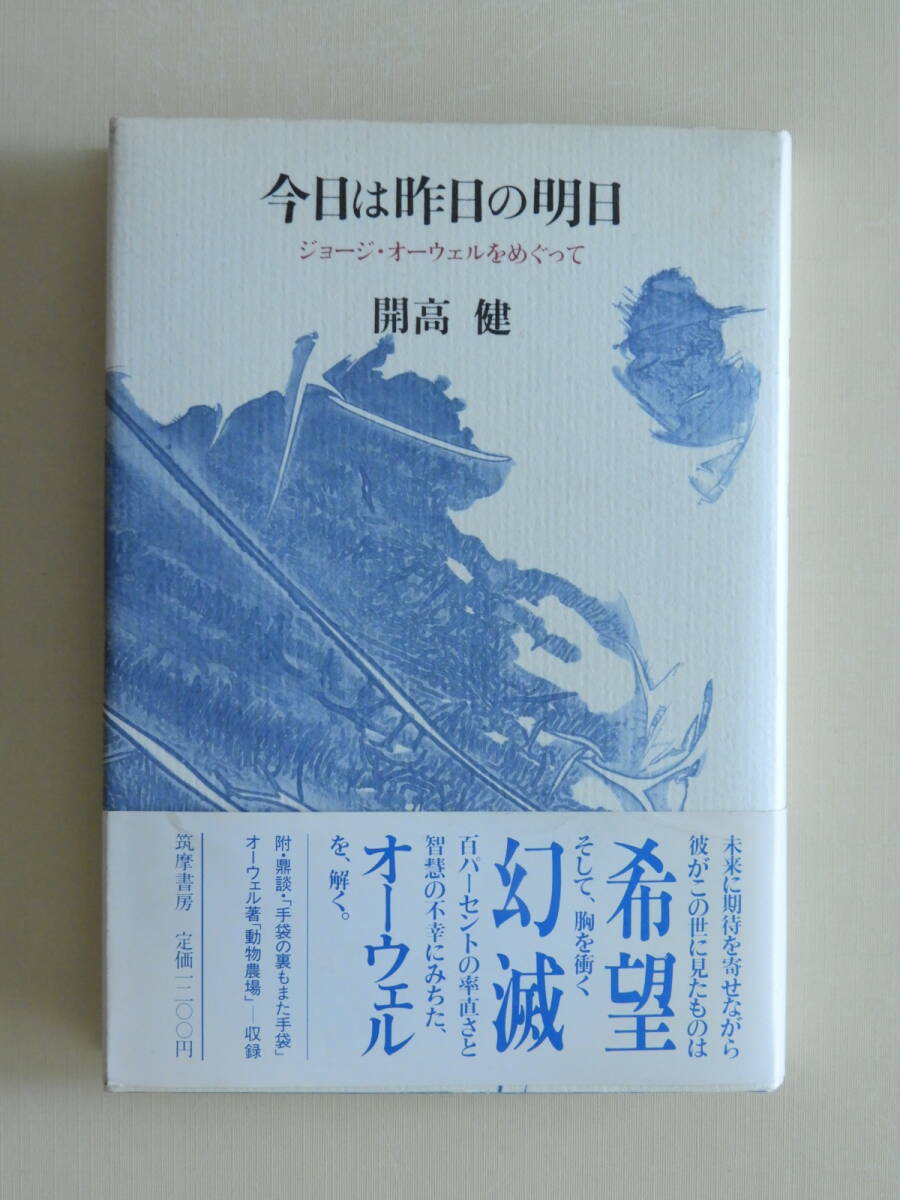 今日は昨日の明日
ジョージ・オーウェルをめぐって
開高 健
未来に期待を寄せながら
彼がこの世に見たものは
希望
そして、胸を衝く
幻滅
百パーセントの率直さと
智慧の不幸にみちた、
オーウェル
を、解く。
附・鼎談・「手袋の裏もまた手袋」
オーウェル著「動物農場」―収録
筑摩書房 定価一二〇〇円